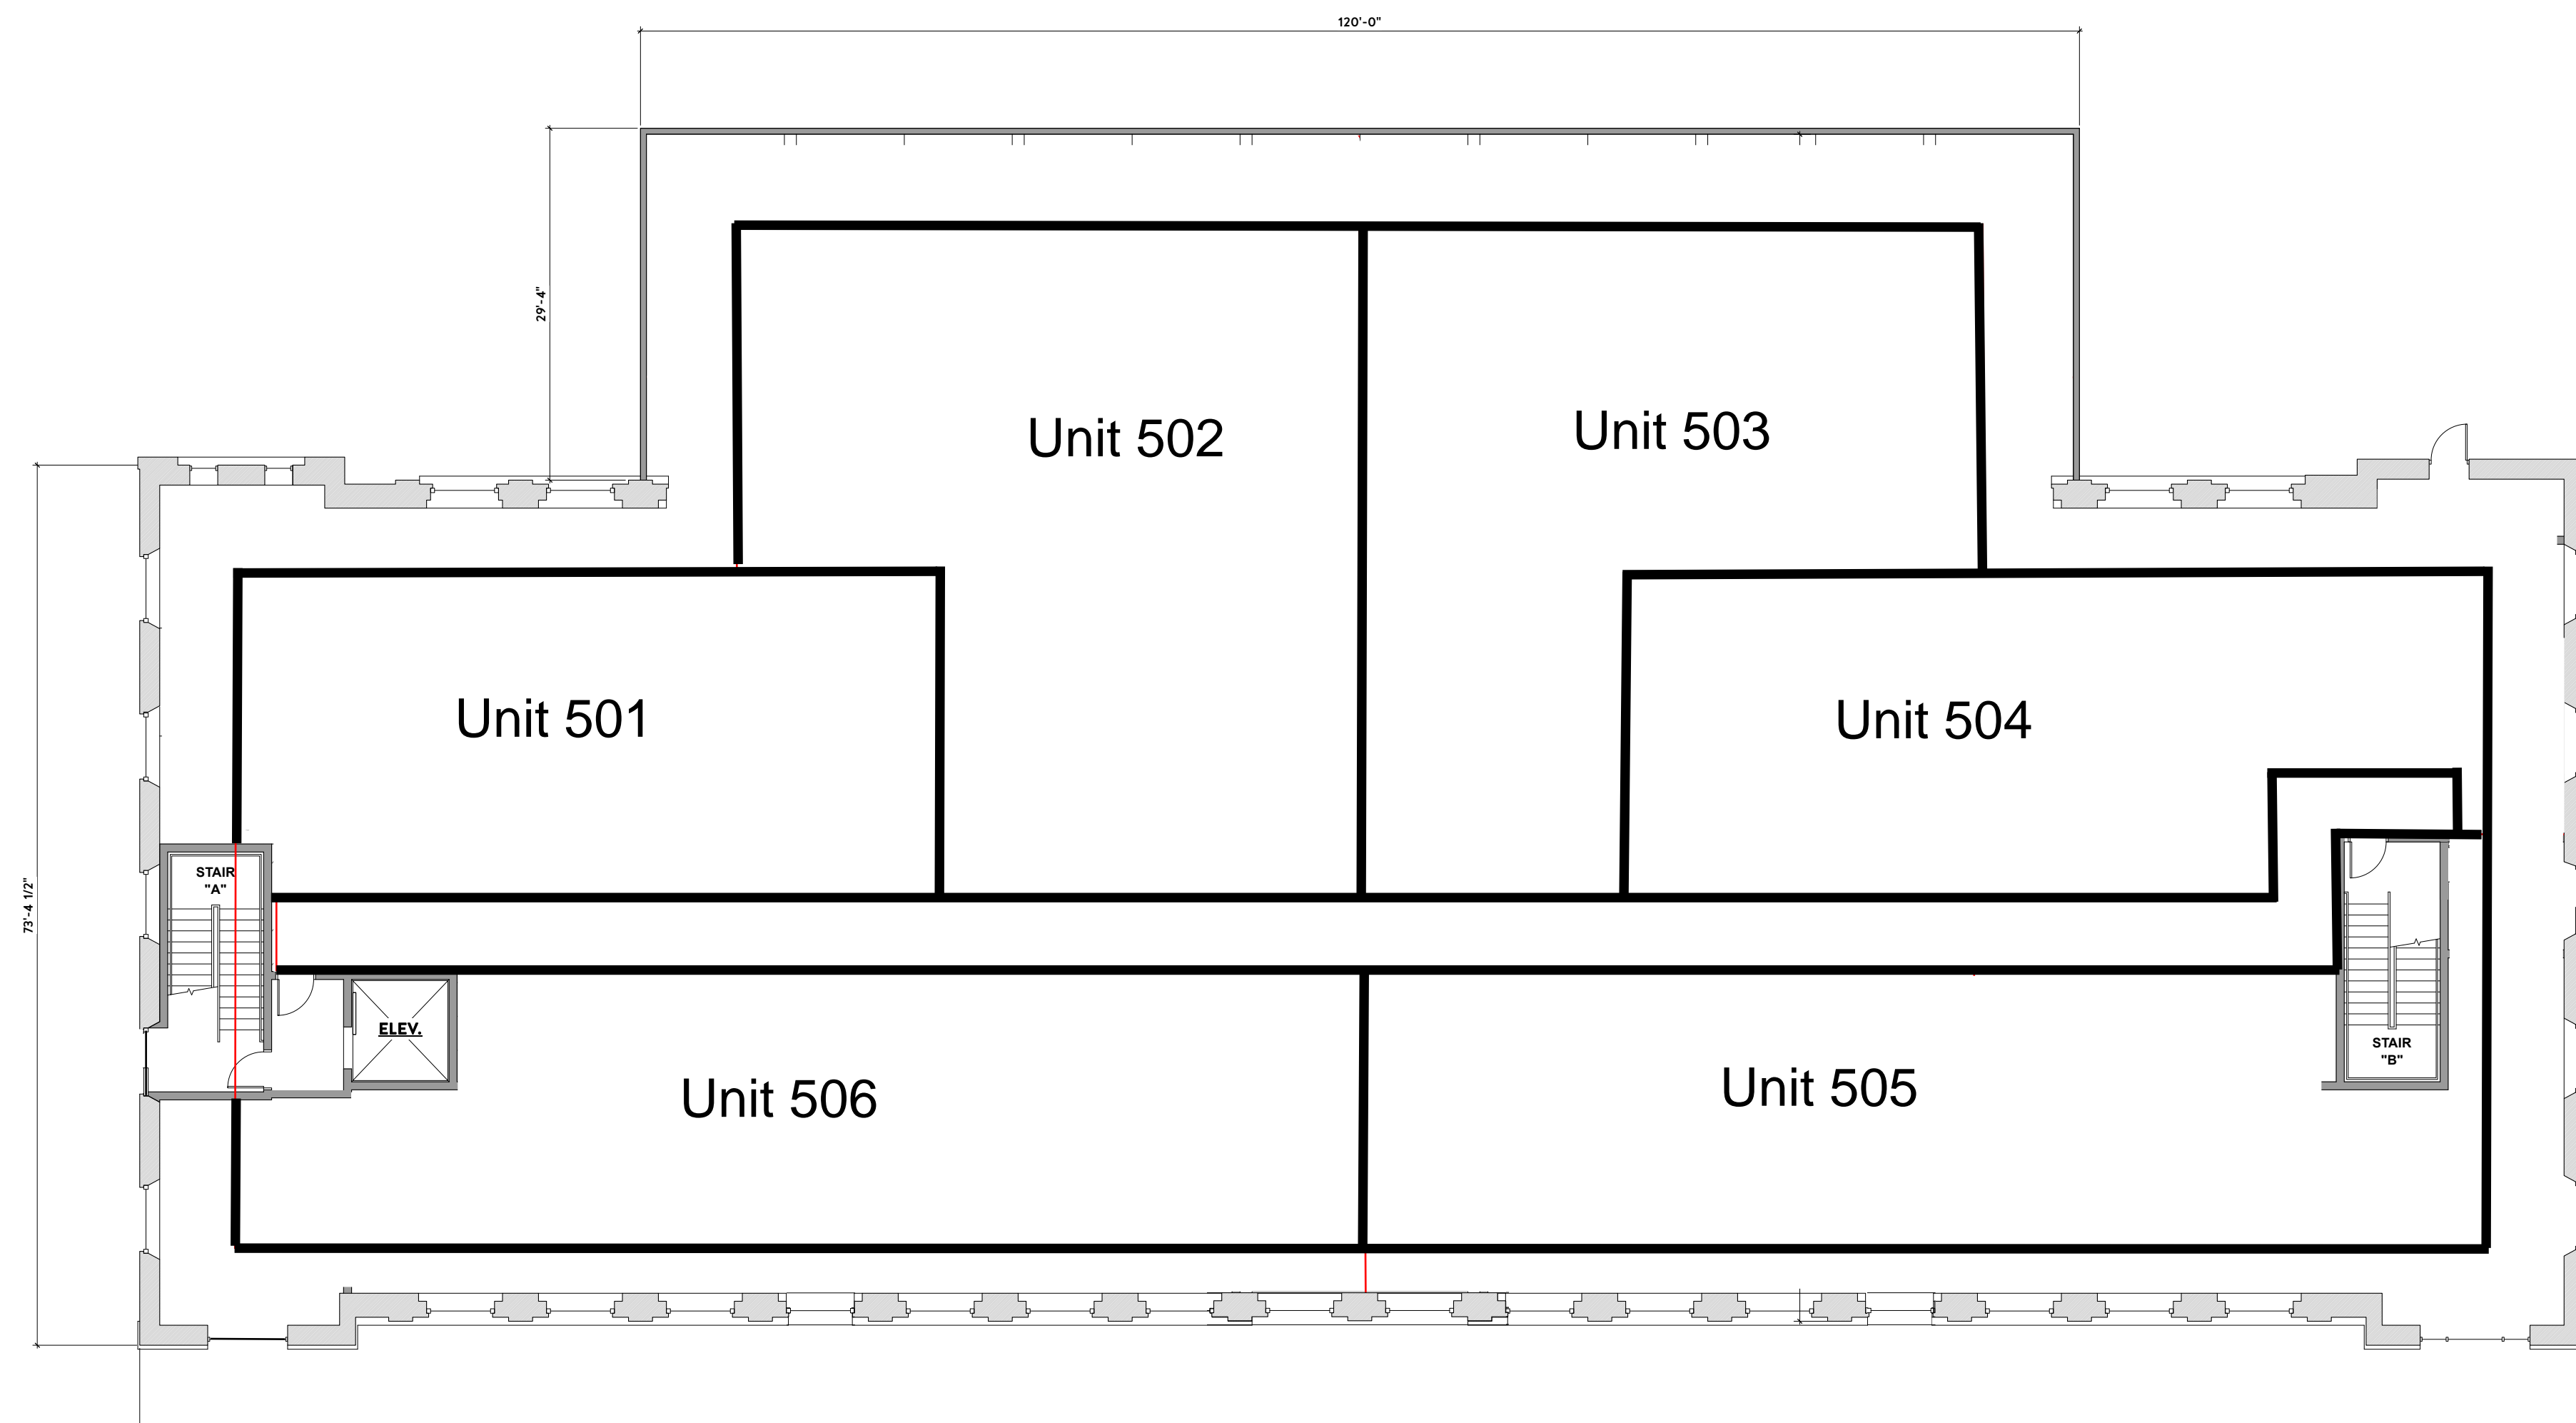 120'-0"
29'-4"
Unit 502
Unit 503
Unit 501
Unit 504
STAIR
"A"
73'-4 1/2"
ELEV.
STAIR
"B"
Unit 506
Unit 505